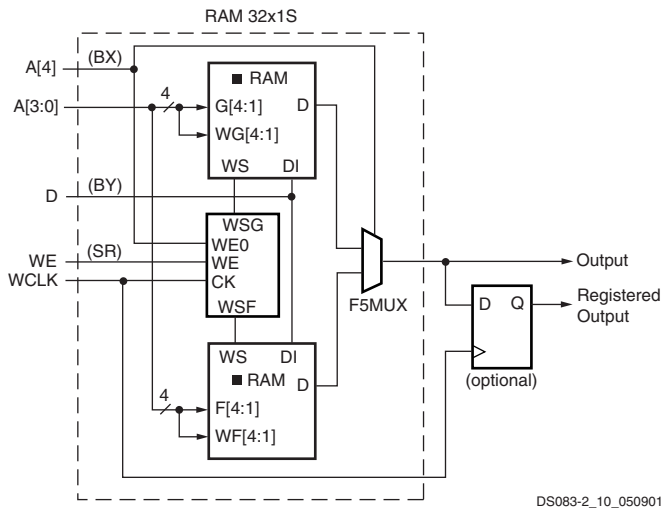 RAM 32x1S
A[4] (BX)
A[3:0]
4
RAM
G[4:1] D
WG[4:1]
WS DI
D (BY)
WSG
WE0
WE (SR)
WE
WCLK
CK
WSF
F5MUX
Output
D Q
Registered
Output
(optional)
WS DI
RAM
D
4
F[4:1]
WF[4:1]
DS083-2_10_050901